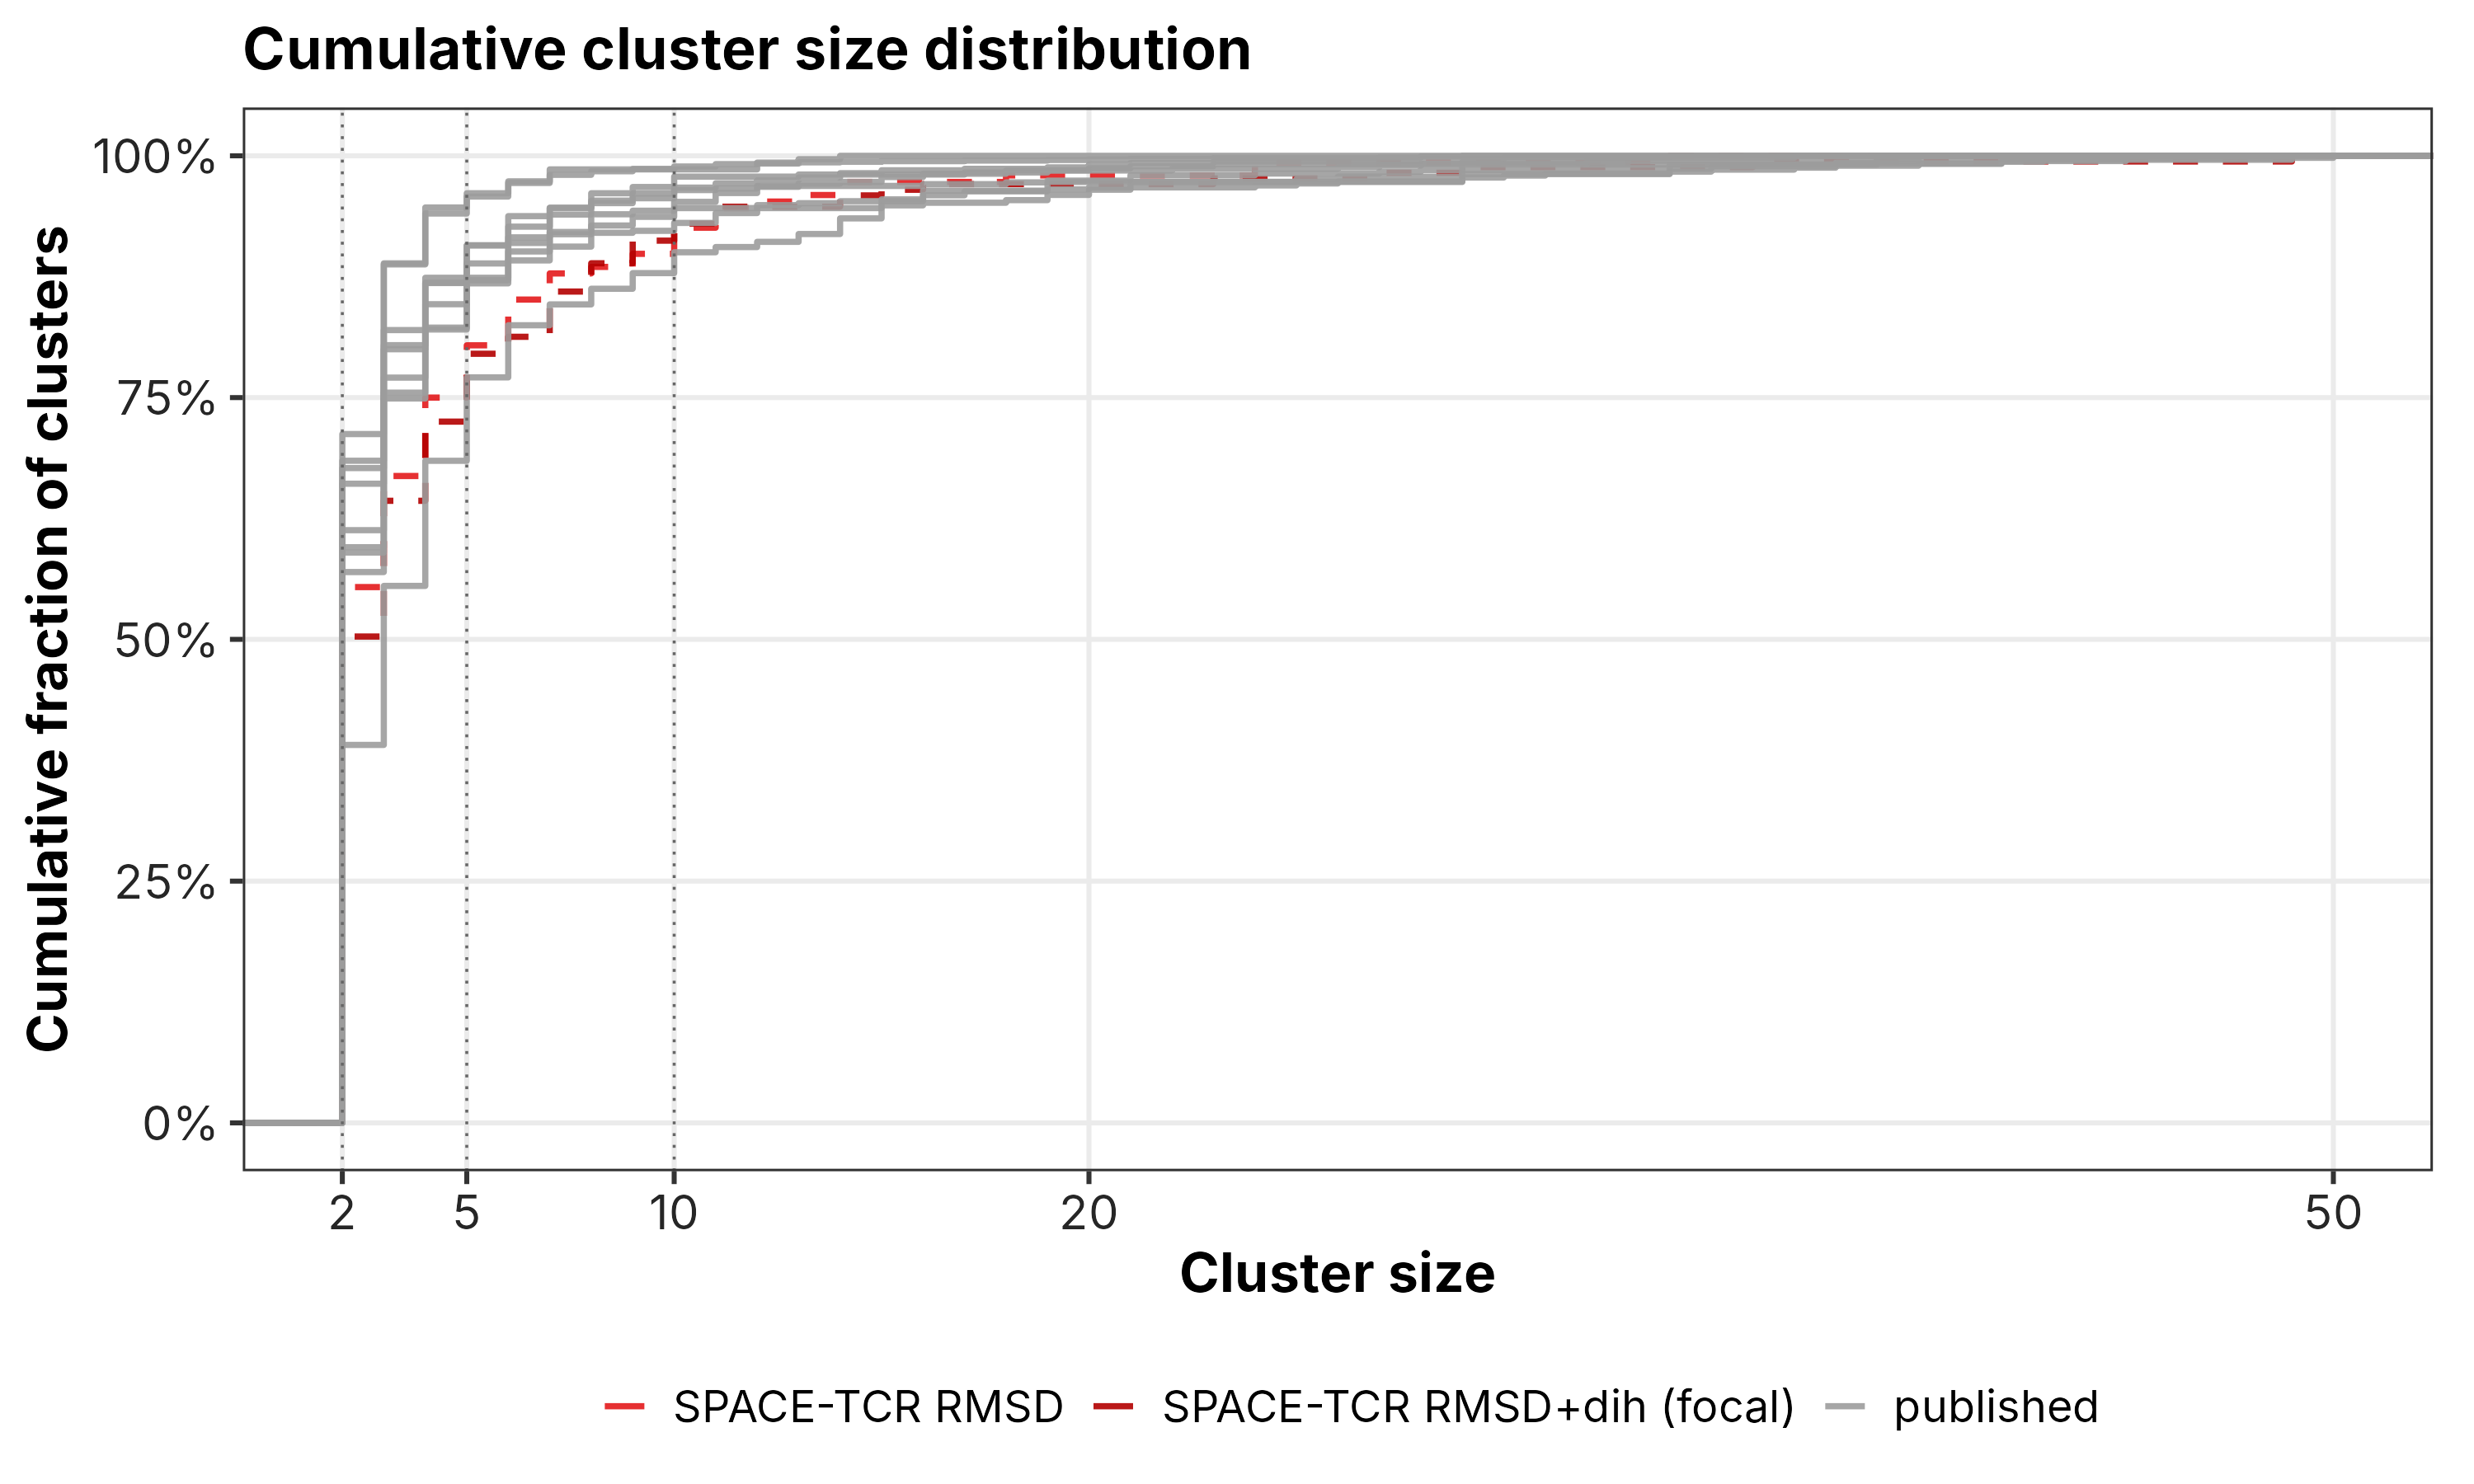 Cumulative cluster size distribution
Cumulative fraction of clusters
100%
75%
50%
25%
0%
2 5 10 20 50
Cluster size
SPACE-TCR RMSD SPACE-TCR RMSD+dih (focal) published